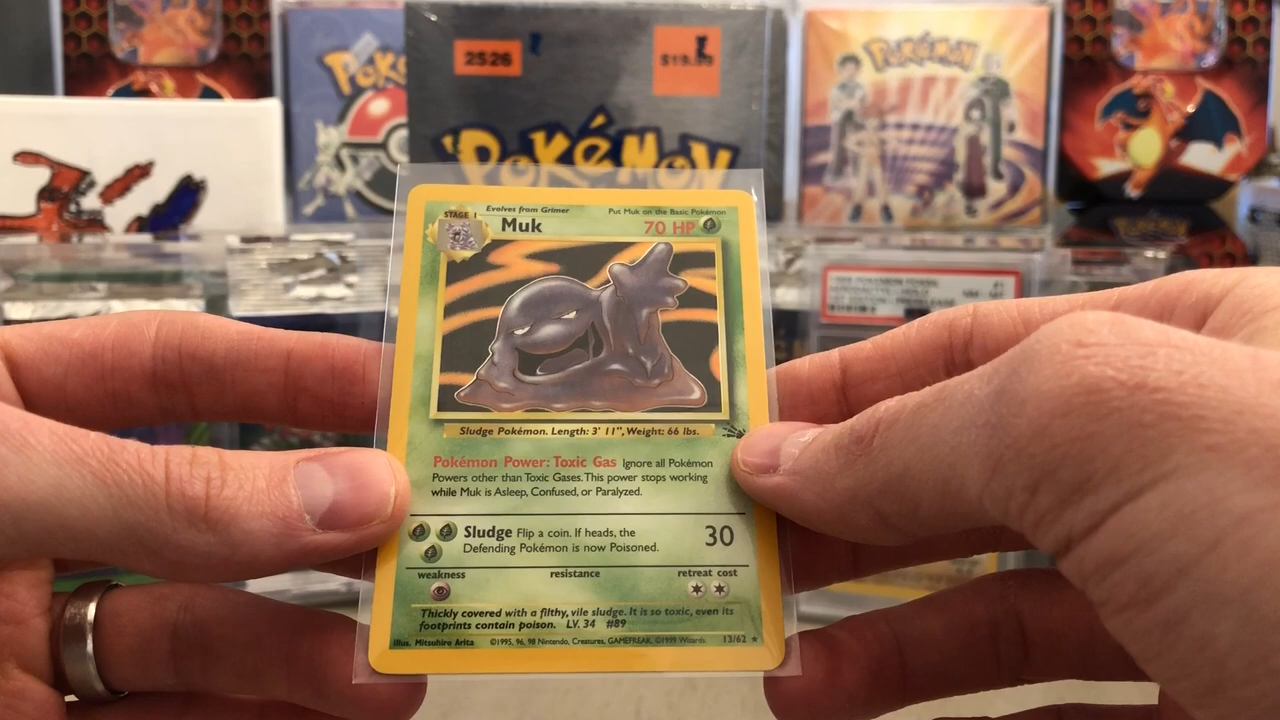 2526
$19.
POKéMON
POKéMON
STAGE 1
Evolves from Grimer
Put Muk on the Basic Pokémon
Muk
70 HP
Sludge Pokémon. Length: 3' 11", Weight: 66 lbs.
Pokémon Power: Toxic Gas Ignore all Pokémon
Powers other than Toxic Gases. This power stops working
while Muk is Asleep, Confused, or Paralyzed.
Sludge Flip a coin. If heads, the
Defending Pokémon is now Poisoned.
30
weakness
resistance
retreat cost
Thickly covered with a filthy, vile sludge. It is so toxic, even its
footprints contain poison. LV. 34 #89
Illus. Mitsuhiro Arita
©1995, 96, 98 Nintendo, Creatures, GAMEFREAK. ©1999 Wizards.
13/62